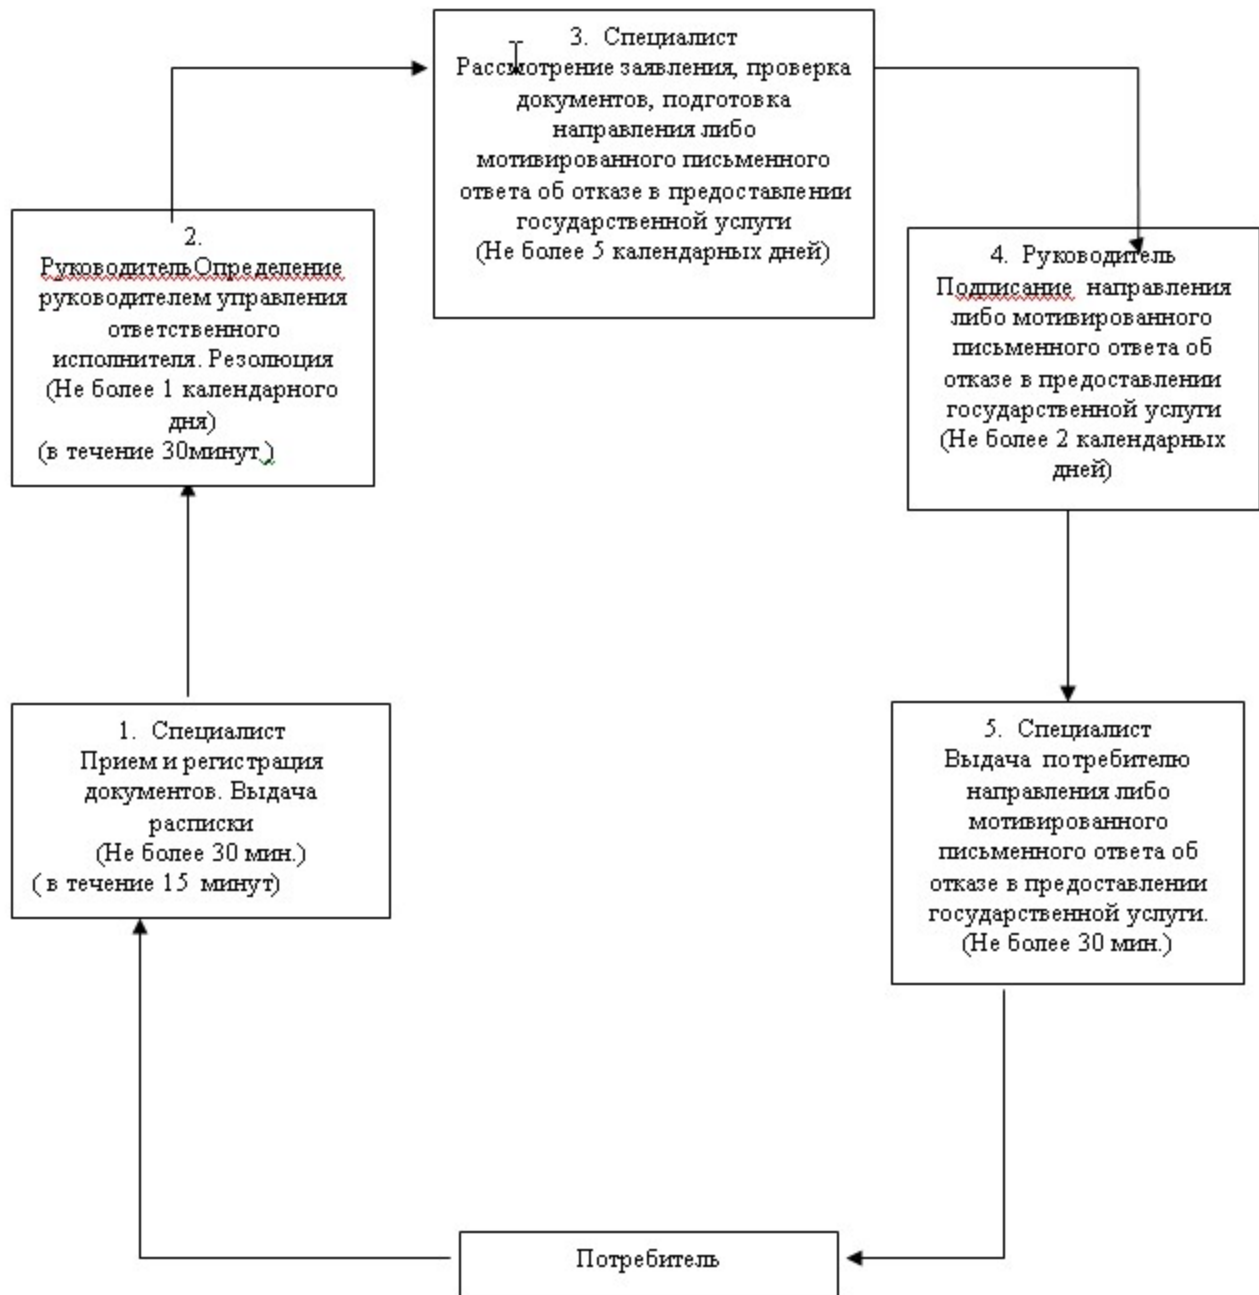 3. Специалист
Рассмотрение заявления, проверка
документов, подготовка
направления либо
мотивированного письменного
ответа об отказе в предоставлении
государственной услуги
(Не более 5 календарных дней)
2.
РуководительОпределение
руководителем управления
ответственного
исполнителя. Резолюция
(Не более 1 календарного
дня)
(в течение 30минут )
4. Руководитель
Подписание направления
либо мотивированного
письменного ответа об
отказе в предоставлении
государственной услуги
(Не более 2 календарных
дней)
1. Специалист
Прием и регистрация
документов. Выдача
расписки
(Не более 30 мин.)
( в течение 15 минут)
5. Специалист
Выдача потребителю
направления либо
мотивированного
письменного ответа об
отказе в предоставлении
государственной услуги.
(Не более 30 мин.)
Потребитель